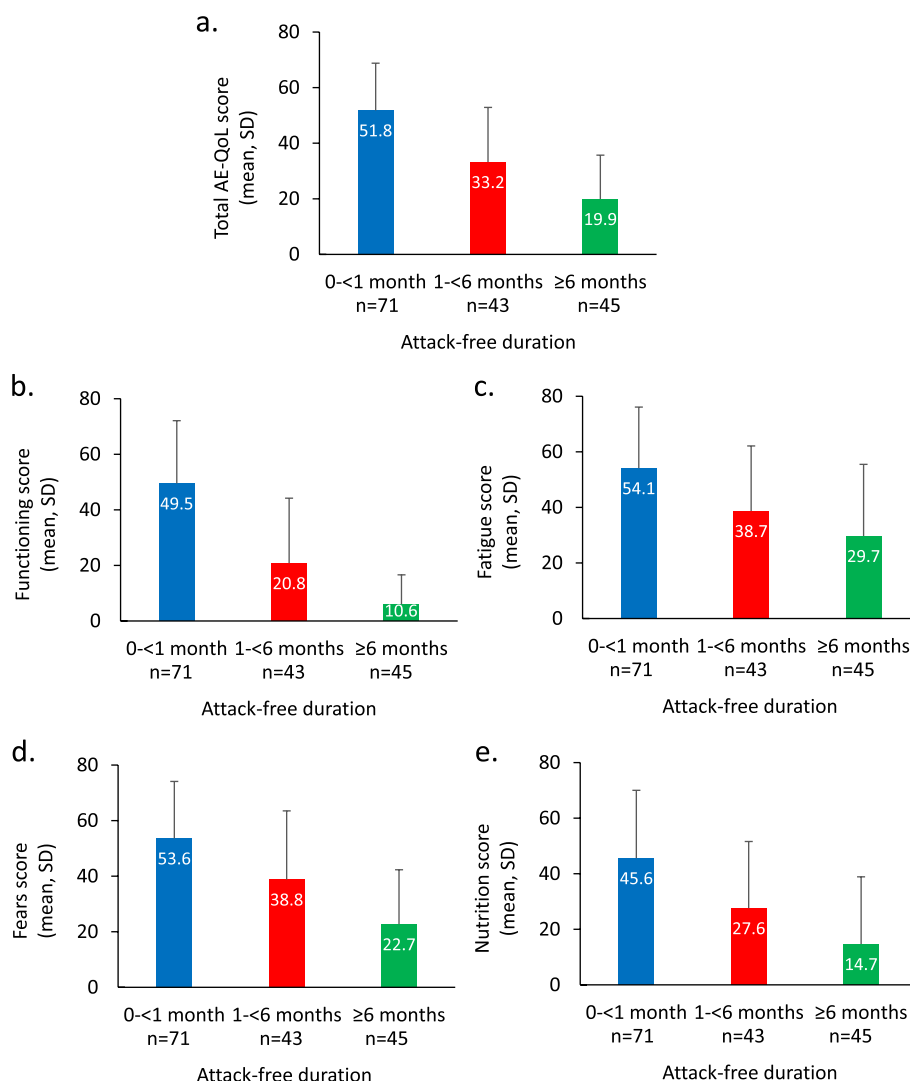 a.
Total AE-QoL score
(mean, SD)
80
60
40
20
0
51.8
33.2
19.9
0-<1 month 1-<6 months ≥6 months
n=71 n=43 n=45
Attack-free duration
b.
Functioning score
(mean, SD)
80
60
40
20
0
49.5
20.8
10.6
0-<1 month 1-<6 months ≥6 months
n=71 n=43 n=45
Attack-free duration
c.
Fatigue score
(mean, SD)
80
60
40
20
0
54.1
38.7
29.7
0-<1 month 1-<6 months ≥6 months
n=71 n=43 n=45
Attack-free duration
d.
Fears score
(mean, SD)
80
60
40
20
0
53.6
38.8
22.7
0-<1 month 1-<6 months ≥6 months
n=71 n=43 n=45
Attack-free duration
e.
Nutrition score
(mean, SD)
80
60
40
20
0
45.6
27.6
14.7
0-<1 month 1-<6 months ≥6 months
n=71 n=43 n=45
Attack-free duration